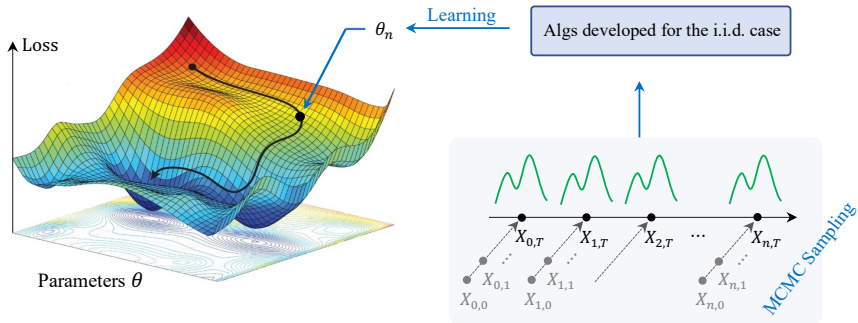 Loss
θₙ
Learning
Algs developed for the i.i.d. case
Parameters θ
X₀,T
X₁,T
X₂,T
...
Xₙ,T
X₀,₁
...
X₁,₁
...
Xₙ,₁
...
X₀,₀
X₁,₀
Xₙ,₀
MCMC Sampling